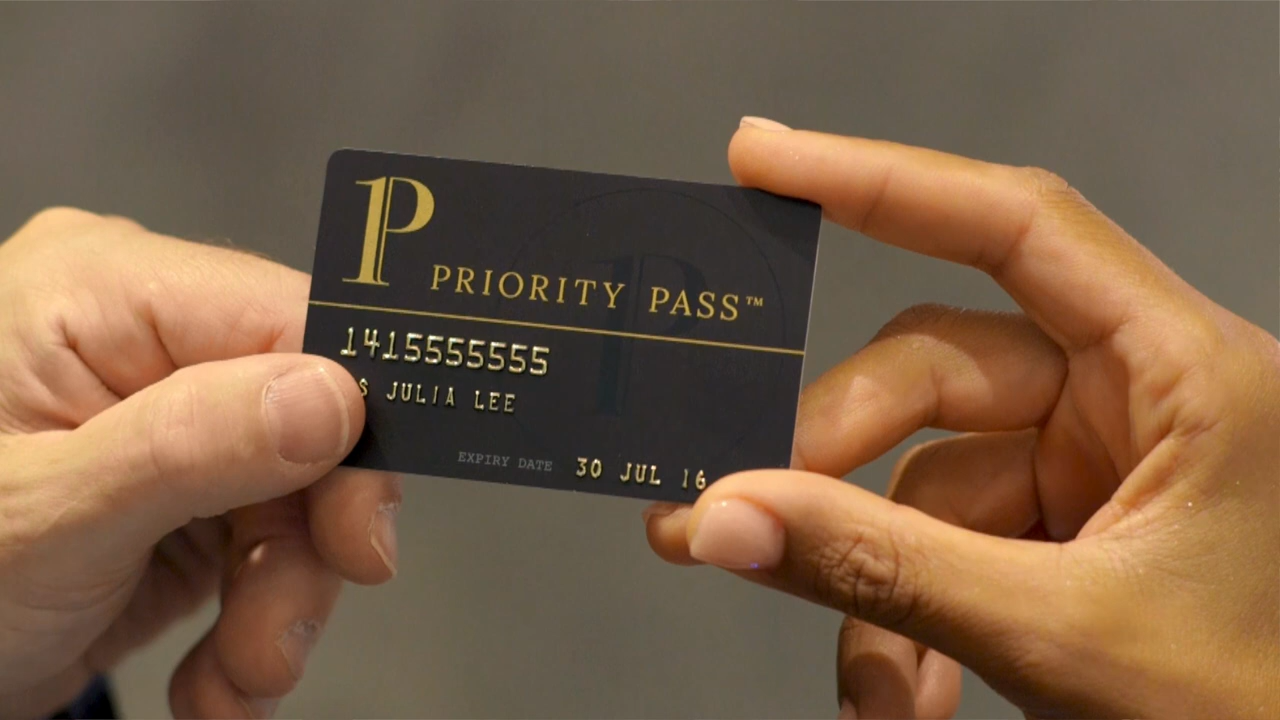 P
PRIORITY PASS™
1415555555
S JULIA LEE
EXPIRY DATE 30 JUL 16